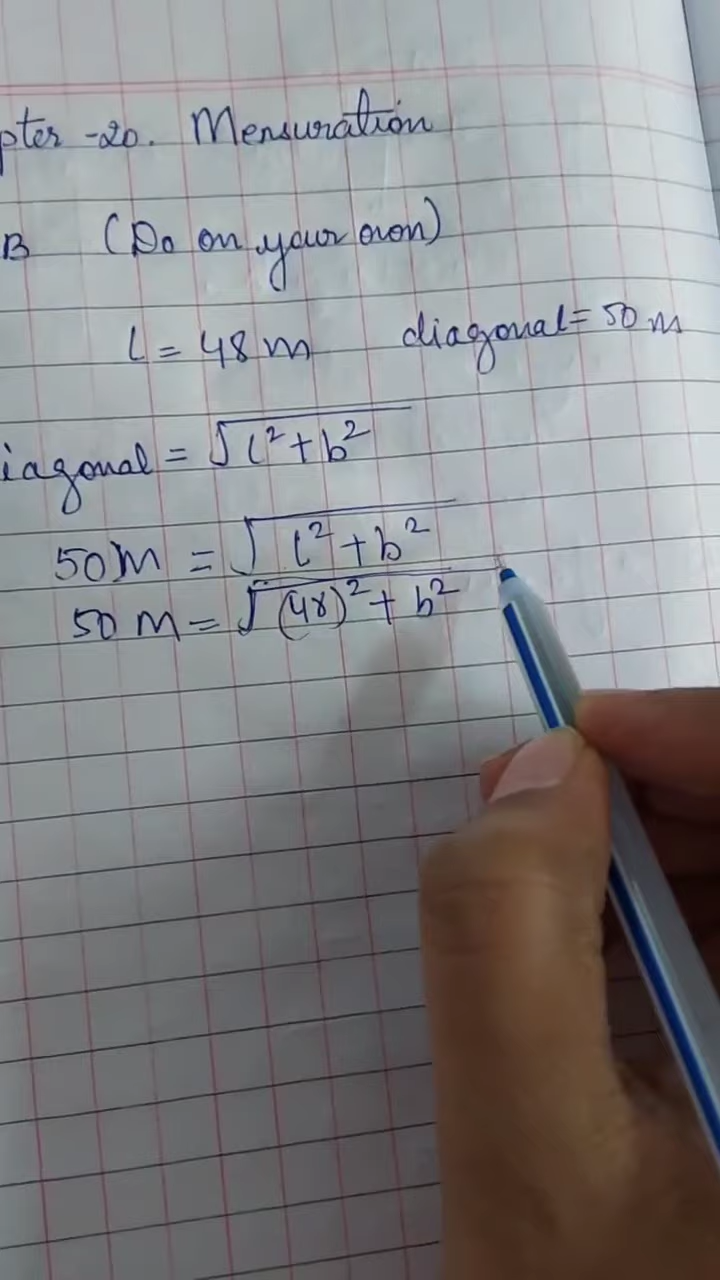 pter -20. Mensuration
B (Do on your own)
l = 48 m diagonal = 50 m
iagonal = √l²+b²
50 m = √l²+b²
50 m = √(48)²+b²